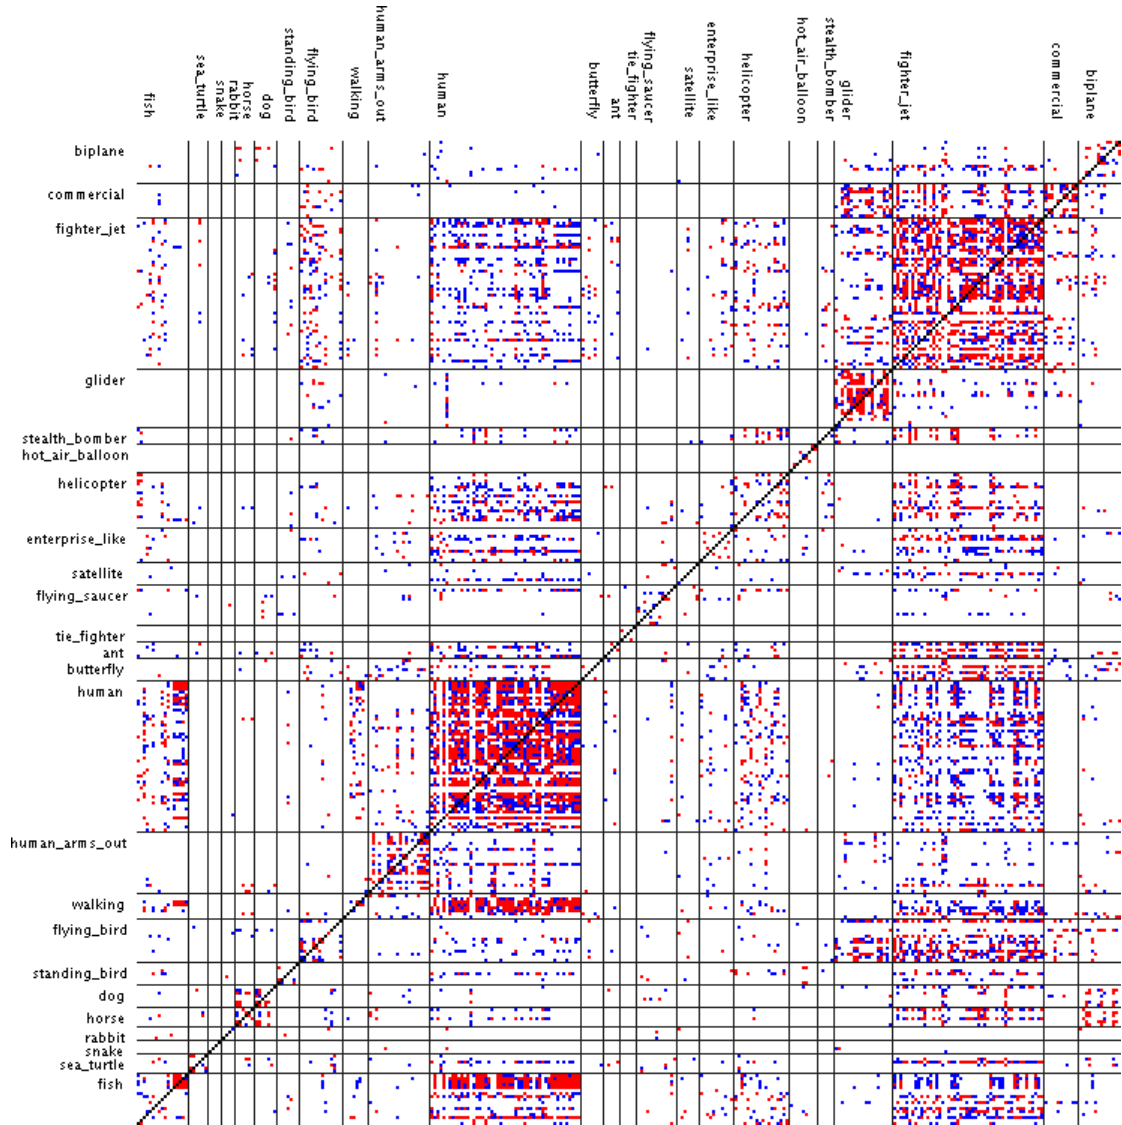 fish
sea_turtle
snake
rabbit
horse
dog
standing_bird
flying_bird
walking
human_arms_out
human
butterfly
ant
tie_fighter
flying_saucer
satellite
enterprise_like
helicopter
hot_air_balloon
stealth_bomber
glider
fighter_jet
commercial
biplane
biplane
commercial
fighter_jet
glider
stealth_bomber
hot_air_balloon
helicopter
enterprise_like
satellite
flying_saucer
tie_fighter
ant
butterfly
human
human_arms_out
walking
flying_bird
standing_bird
dog
horse
rabbit
snake
sea_turtle
fish